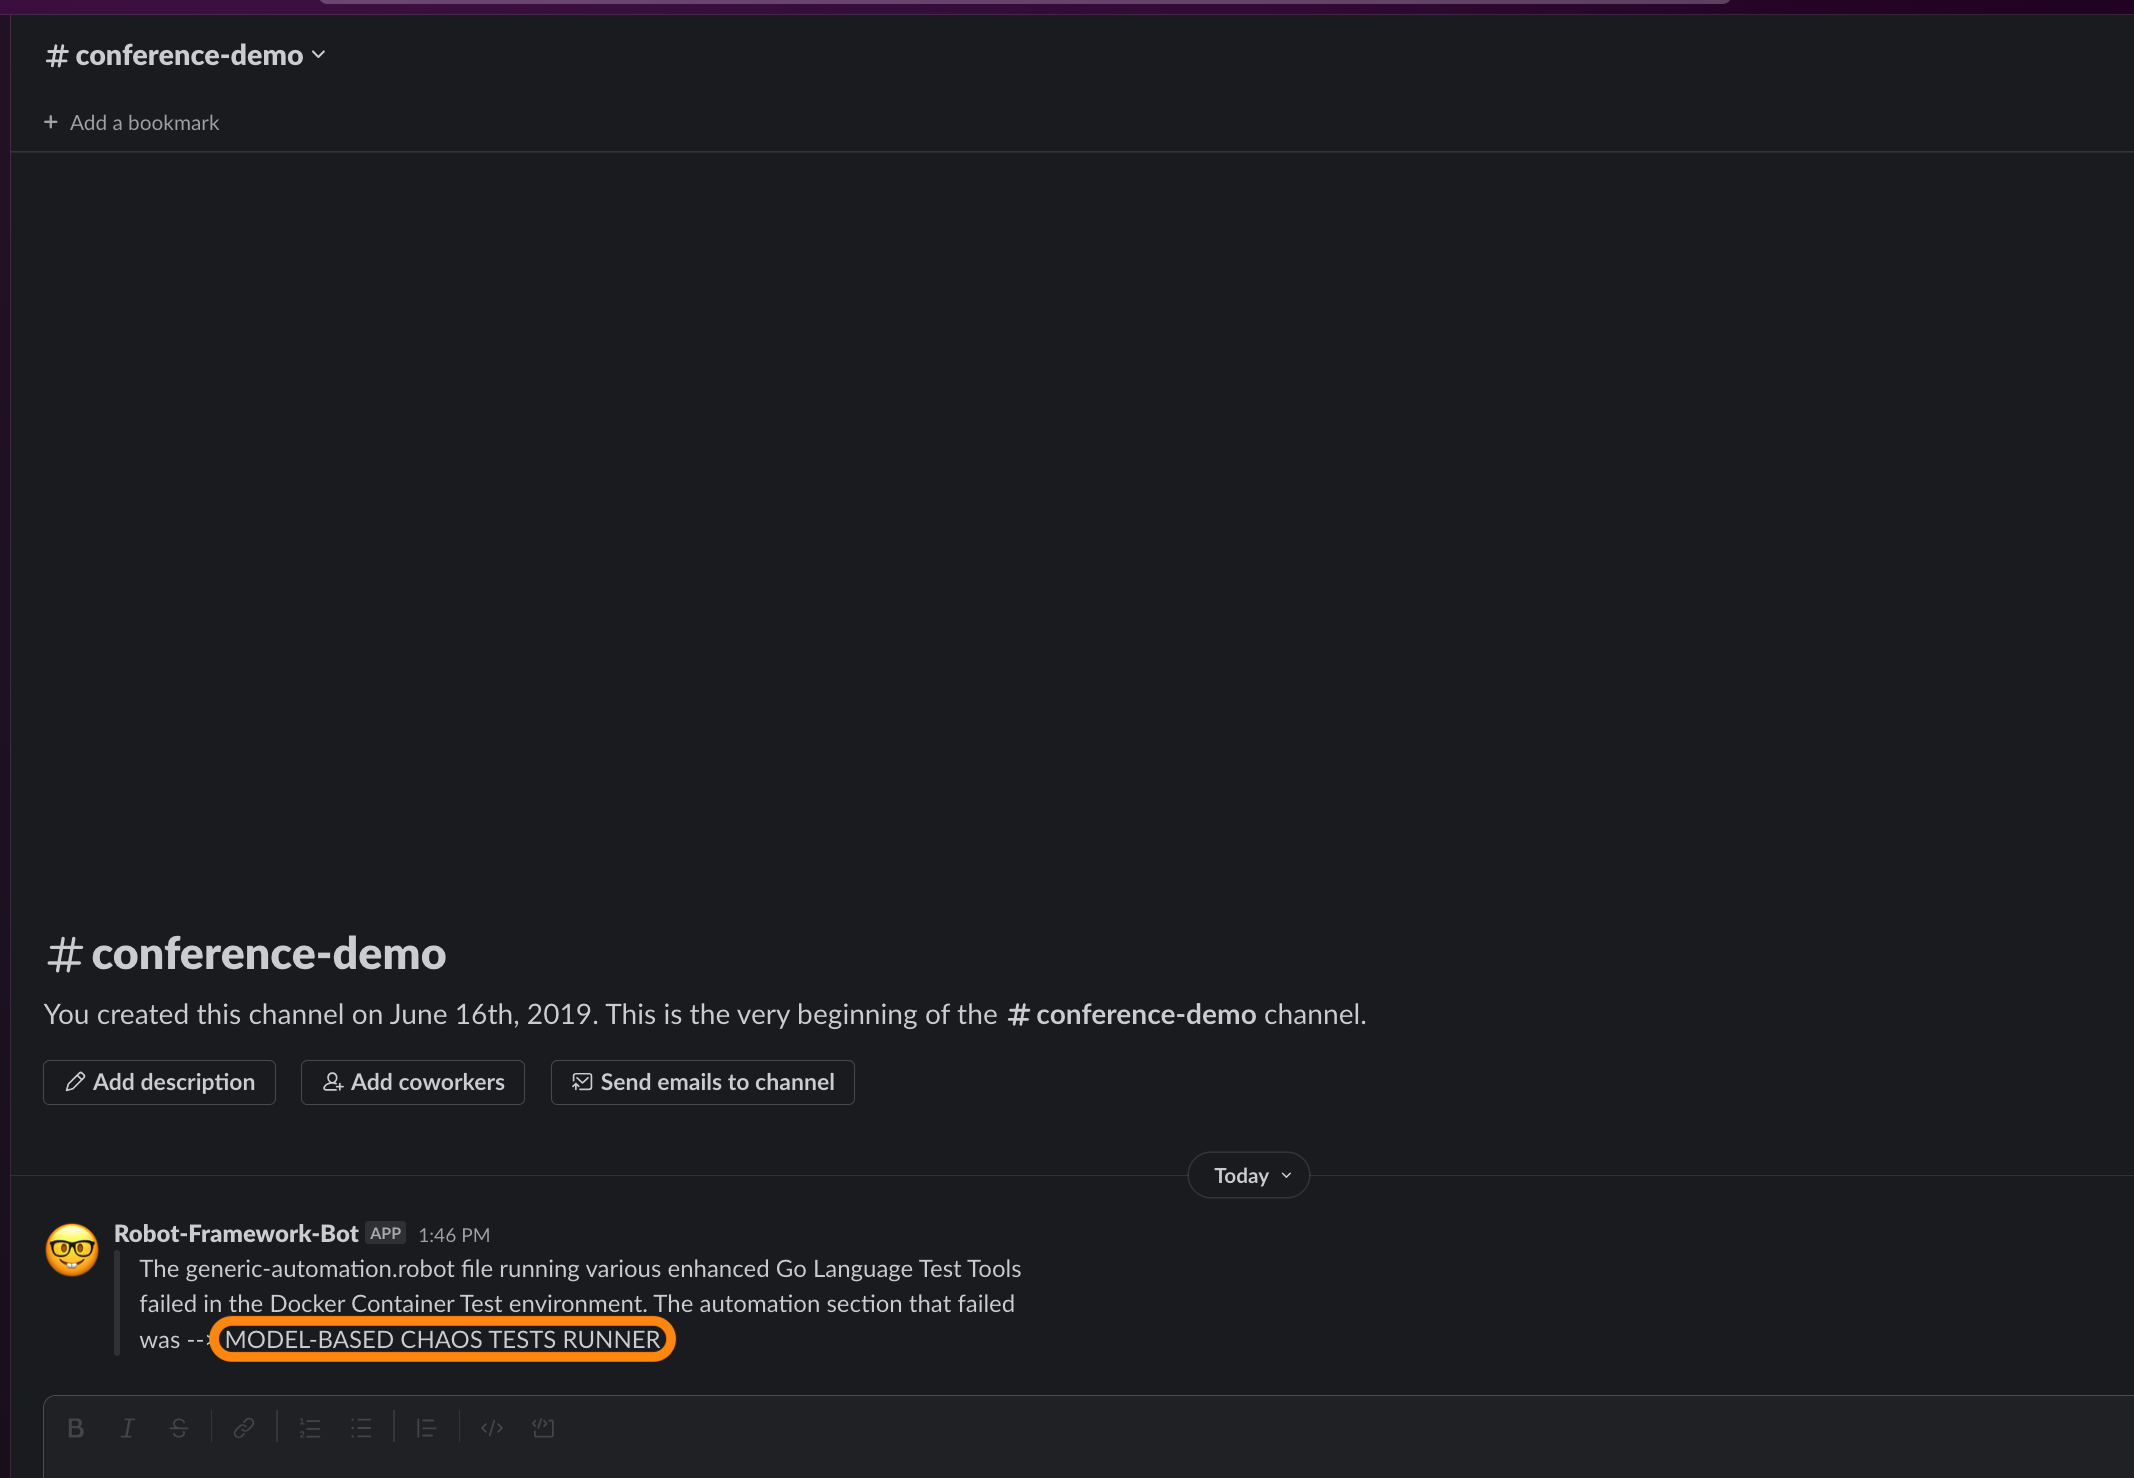 # conference-demo
+ Add a bookmark
# conference-demo
You created this channel on June 16th, 2019. This is the very beginning of the # conference-demo channel.
Add description Add coworkers Send emails to channel
Today
Robot-Framework-Bot APP 1:46 PM
The generic-automation.robot file running various enhanced Go Language Test Tools
failed in the Docker Container Test environment. The automation section that failed
was --> MODEL-BASED CHAOS TESTS RUNNER
B I S